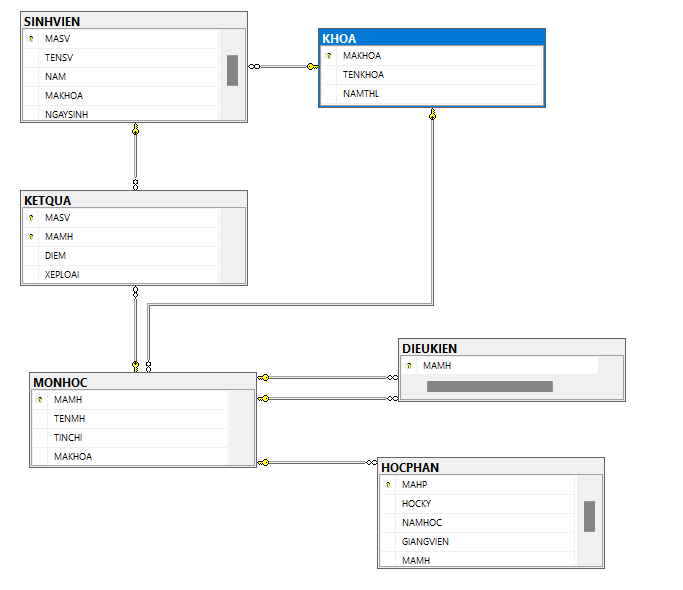 SINHVIEN
MASV
TENSV
NAM
MAKHOA
NGAYSINH
KHOA
MAKHOA
TENKHOA
NAMTHL
KETQUA
MASV
MAMH
DIEM
XEPLOAI
DIEUKIEN
MAMH
MONHOC
MAMH
TENMH
TINCHI
MAKHOA
HOCPHAN
MAHP
HOCKY
NAMHOC
GIANGVIEN
MAMH